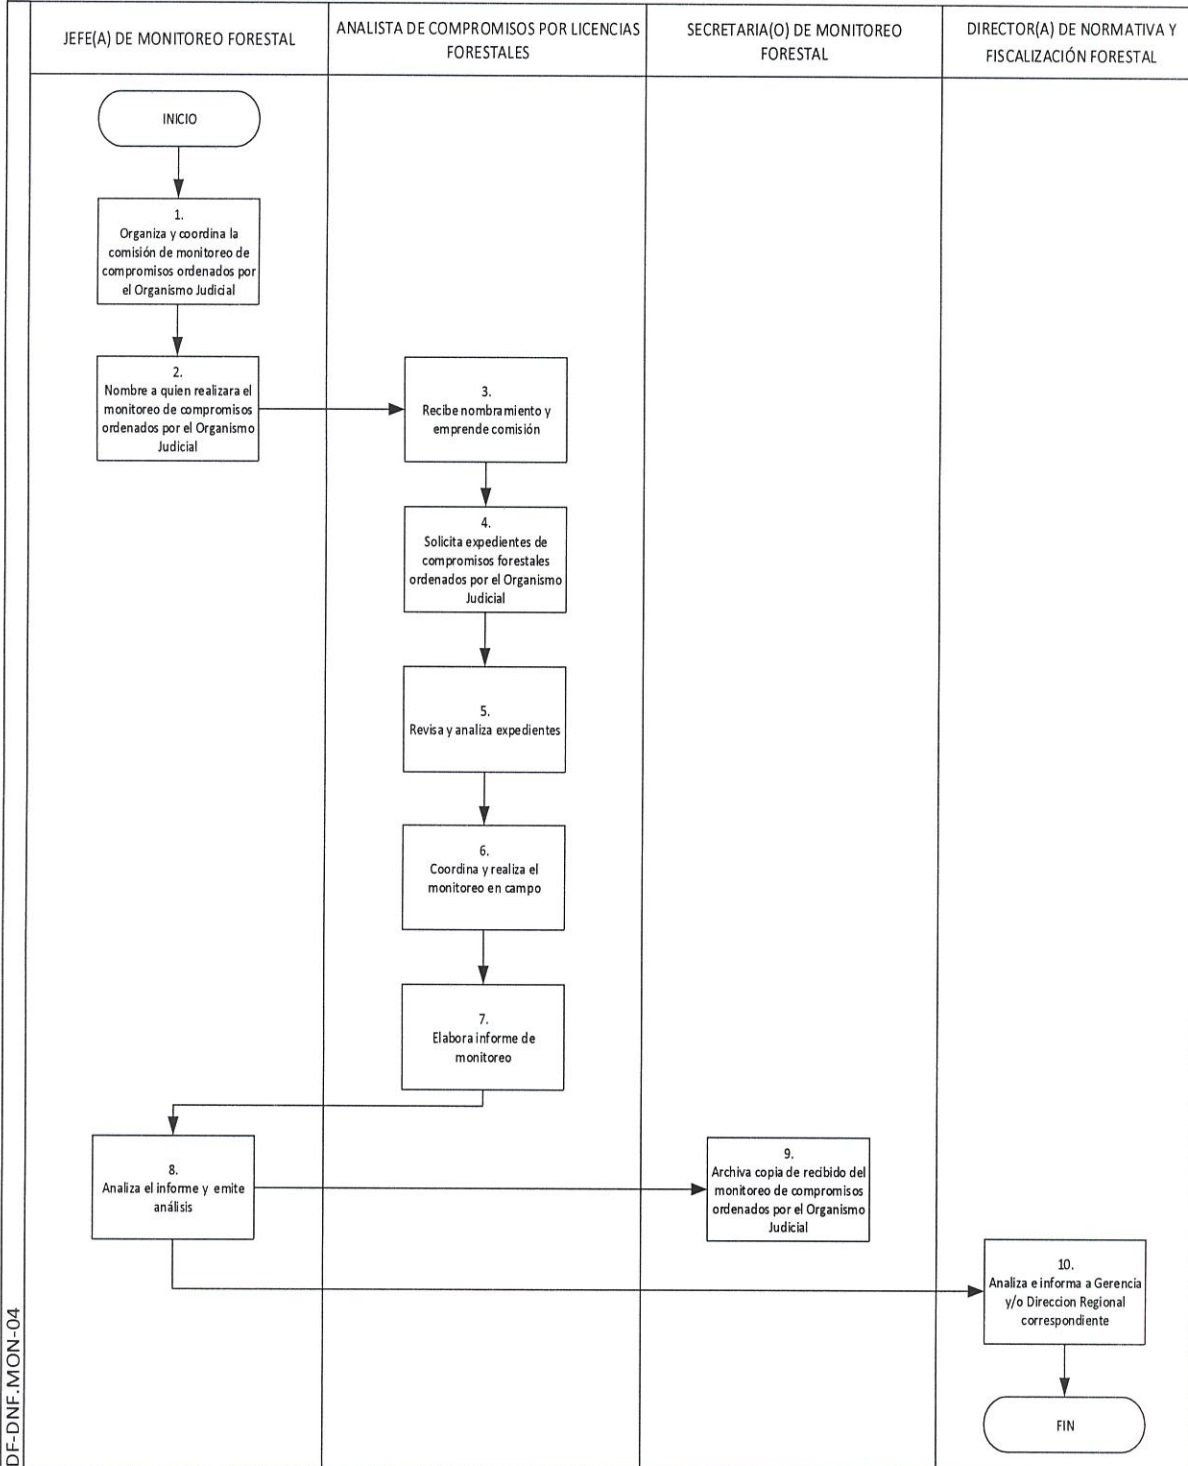 JEFE(A) DE MONITOREO FORESTAL
ANALISTA DE COMPROMISOS POR LICENCIAS
FORESTALES
SECRETARIA(O) DE MONITOREO
FORESTAL
DIRECTOR(A) DE NORMATIVA Y
FISCALIZACIÓN FORESTAL
INICIO
1.
Organiza y coordina la
comisión de monitoreo de
compromisos ordenados por
el Organismo Judicial
2.
Nombre a quien realizara el
monitoreo de compromisos
ordenados por el Organismo
Judicial
3.
Recibe nombramiento y
emprende comisión
4.
Solicita expedientes de
compromisos forestales
ordenados por el Organismo
Judicial
5.
Revisa y analiza expedientes
6.
Coordina y realiza el
monitoreo en campo
7.
Elabora informe de
monitoreo
8.
Analiza el informe y emite
análisis
9.
Archiva copia de recibido del
monitoreo de compromisos
ordenados por el Organismo
Judicial
10.
Analiza e informa a Gerencia
y/o Direccion Regional
correspondiente
FIN
DF-DNF.MON-04